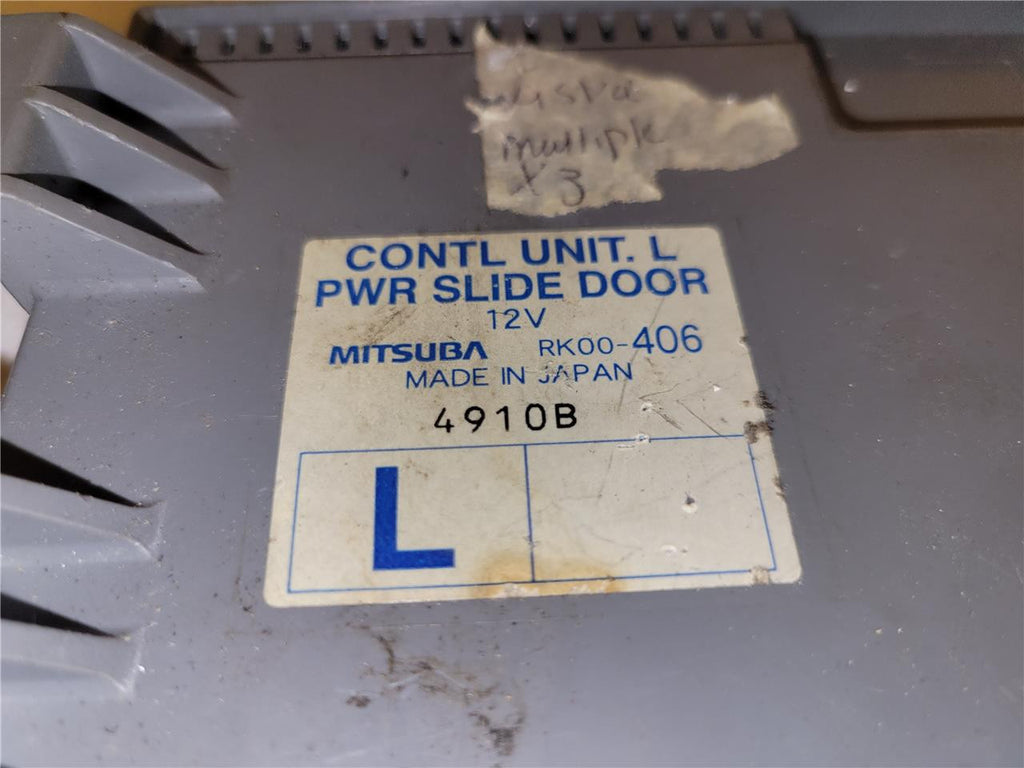 multiple
x3
CONTL UNIT. L
PWR SLIDE DOOR
12V
MITSUBA RK00-406
MADE IN JAPAN
4910B
L